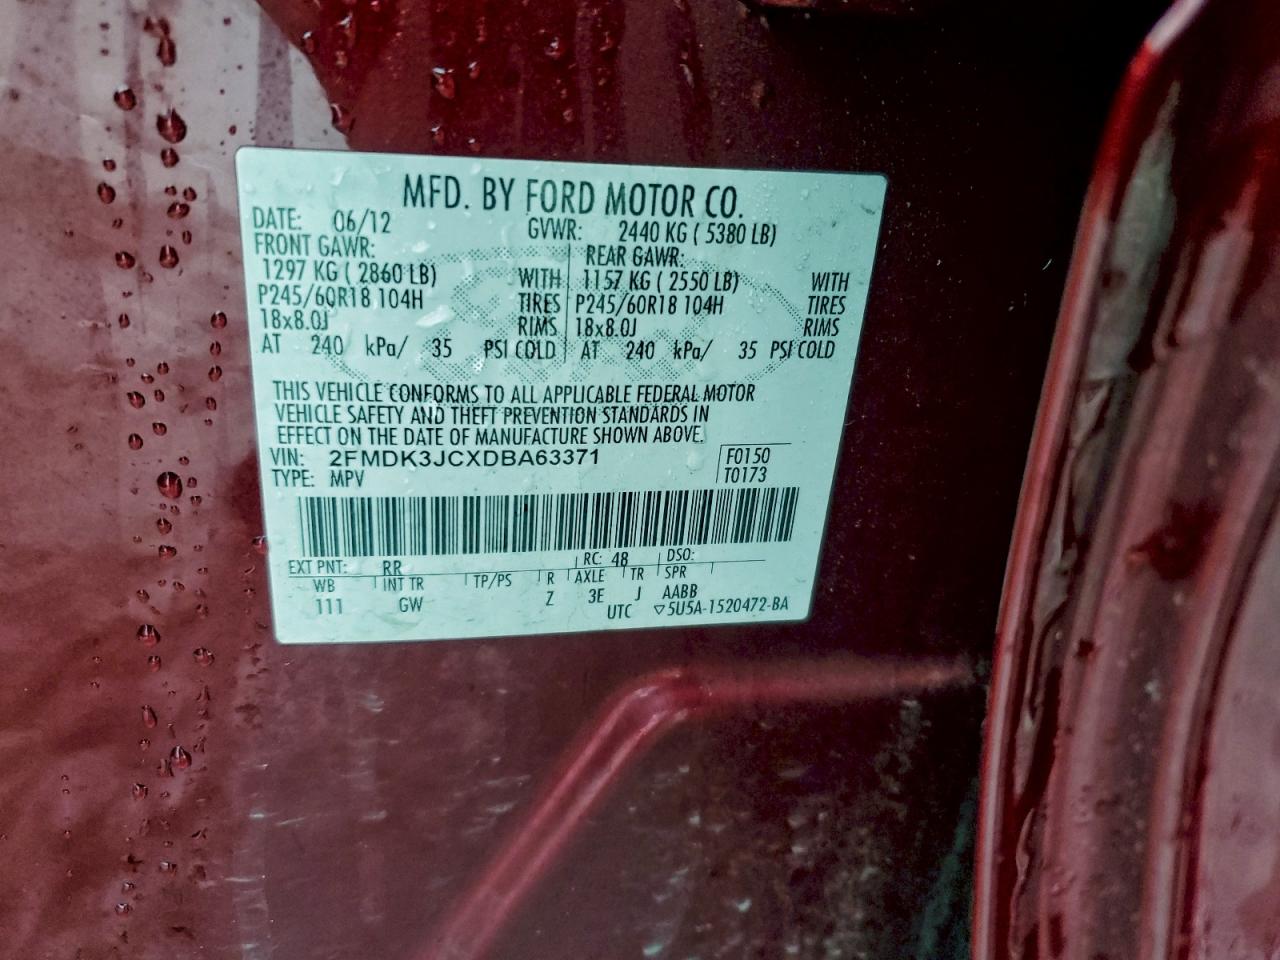 MFD. BY FORD MOTOR CO.
DATE: 06/12 GVWR: 2440 KG ( 5380 LB)
FRONT GAWR: REAR GAWR:
1297 KG ( 2860 LB) WITH 1157 KG ( 2550 LB) WITH
P245/60R18 104H TIRES P245/60R18 104H TIRES
18x8.0J RIMS 18x8.0J RIMS
AT 240 kPa/ 35 PSI COLD AT 240 kPa/ 35 PSI COLD
THIS VEHICLE CONFORMS TO ALL APPLICABLE FEDERAL MOTOR
VEHICLE SAFETY AND THEFT PREVENTION STANDARDS IN
EFFECT ON THE DATE OF MANUFACTURE SHOWN ABOVE.
VIN: 2FMDK3JCXDBA63371 F0150
TYPE: MPV T0173
EXT PNT: RR RC: 48 DSO:
WB INT TR TP/PS R AXLE TR SPR
111 GW Z 3E J AABB
UTC ▽5U5A-1520472-BA